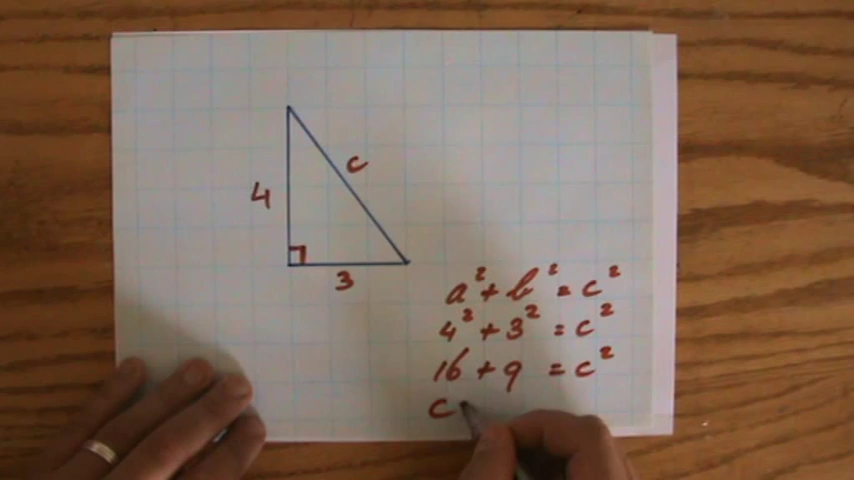 c
4
3
a² + b² = c²
4² + 3² = c²
16 + 9 = c²
c